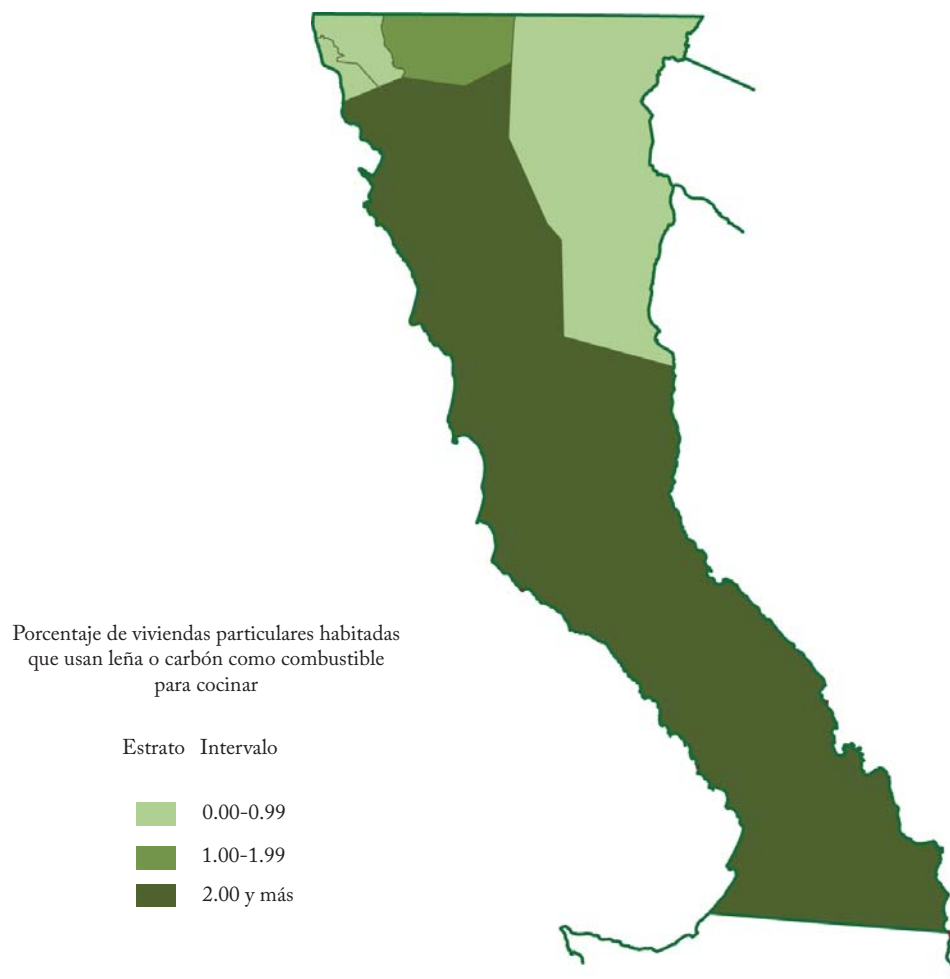 Porcentaje de viviendas particulares habitadas
que usan leña o carbón como combustible
para cocinar
Estrato Intervalo
0.00-0.99
1.00-1.99
2.00 y más